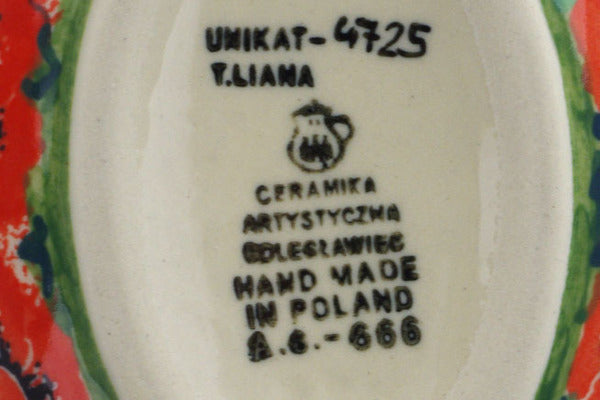 UNIKAT-4725
T.LIANA
CERAMIKA
ARTYSTYCZNA
BOLESŁAWIEC
HAND MADE
IN POLAND
A.6.-666